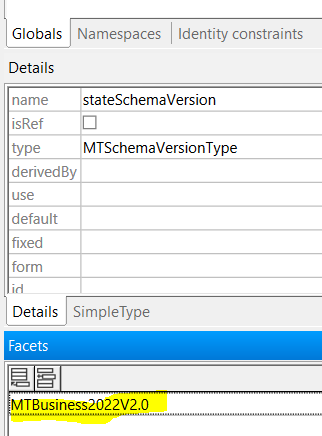 Globals Namespaces Identity constraints
Details
name stateSchemaVersion
isRef
type MTSchemaVersionType
derivedBy
use
default
fixed
form
id
Details SimpleType
Facets
MTBusiness2022V2.0